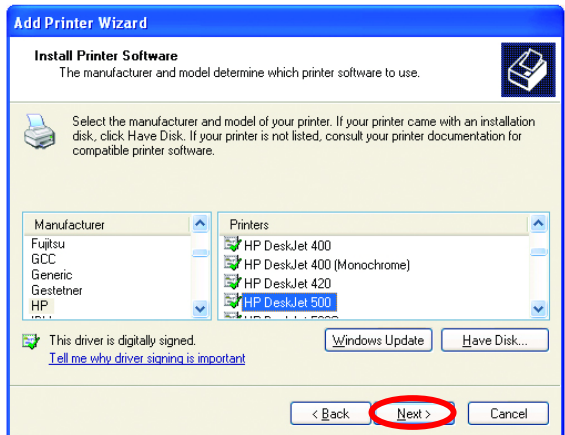 Add Printer Wizard
Install Printer Software
The manufacturer and model determine which printer software to use.
Select the manufacturer and model of your printer. If your printer came with an installation
disk, click Have Disk. If your printer is not listed, consult your printer documentation for
compatible printer software.
Manufacturer
Fujitsu
GCC
Generic
Gestetner
HP
Printers
HP DeskJet 400
HP DeskJet 400 (Monochrome)
HP DeskJet 420
HP DeskJet 500
This driver is digitally signed.
Tell me why driver signing is important
Windows Update
Have Disk...
< Back
Next >
Cancel